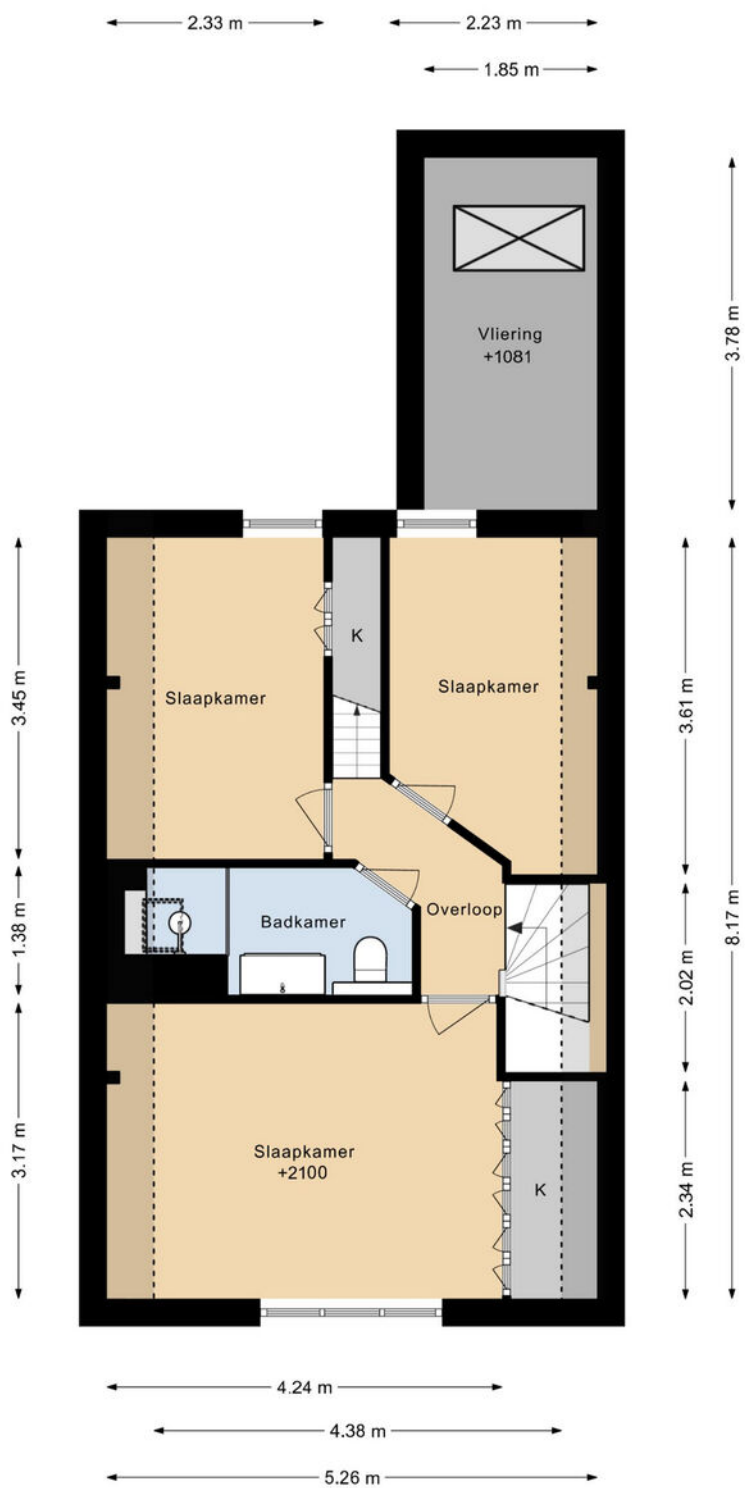 2.33 m
2.23 m
1.85 m
3.78 m
Vliering
+1081
3.45 m
Slaapkamer
K
Slaapkamer
3.61 m
8.17 m
1.38 m
Badkamer
Overloop
2.02 m
3.17 m
Slaapkamer
+2100
K
2.34 m
4.24 m
4.38 m
5.26 m